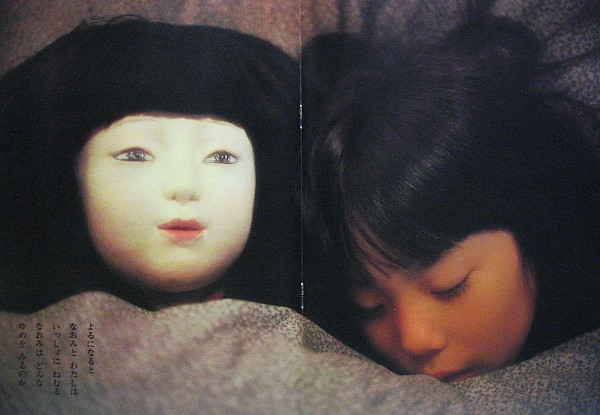 よるになると
なおみと わたしは
いっしょに ねむる
なおみは どんな
ゆめを みるのか